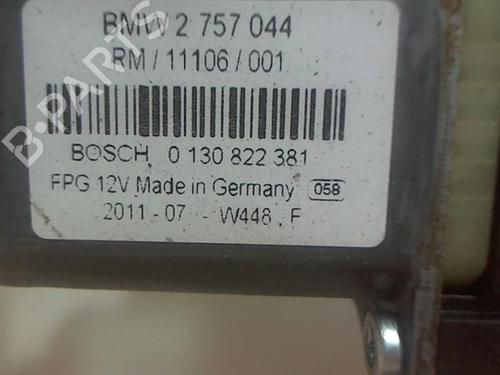 BMW 2 757 044
RM / 11106 / 001
BOSCH 0 130 822 381
FPG 12V Made in Germany 058
2011 - 07 - W448 . F
B-PARTS